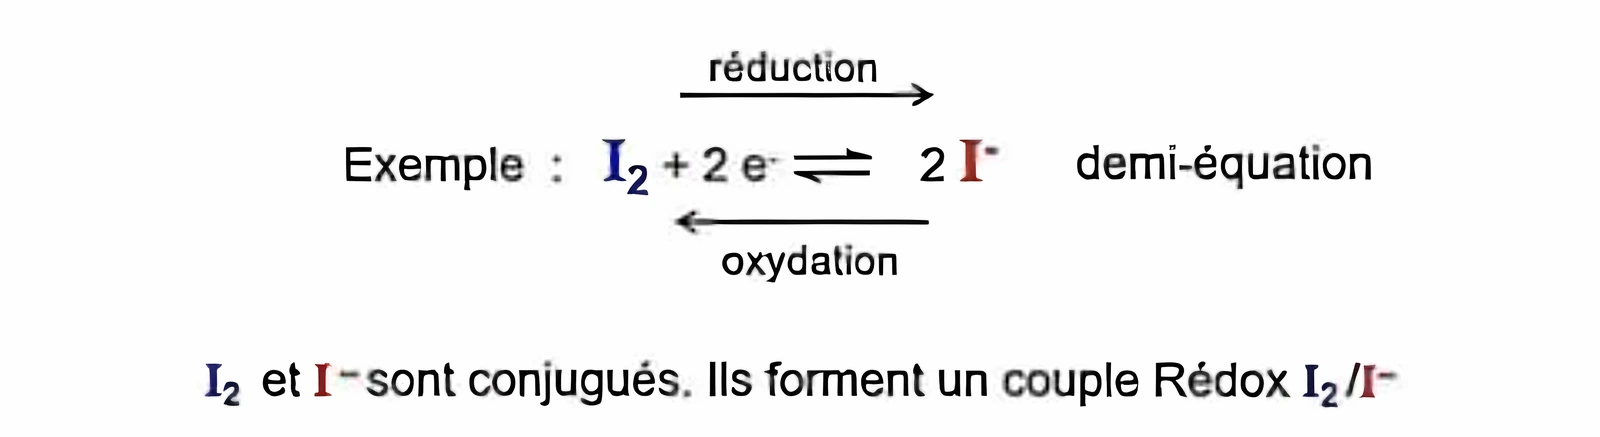 réduction
Exemple : I₂ + 2 e⁻ ⇌ 2 I⁻ demi-équation
oxydation
I₂ et I⁻ sont conjugués. Ils forment un couple Rédox I₂/I⁻